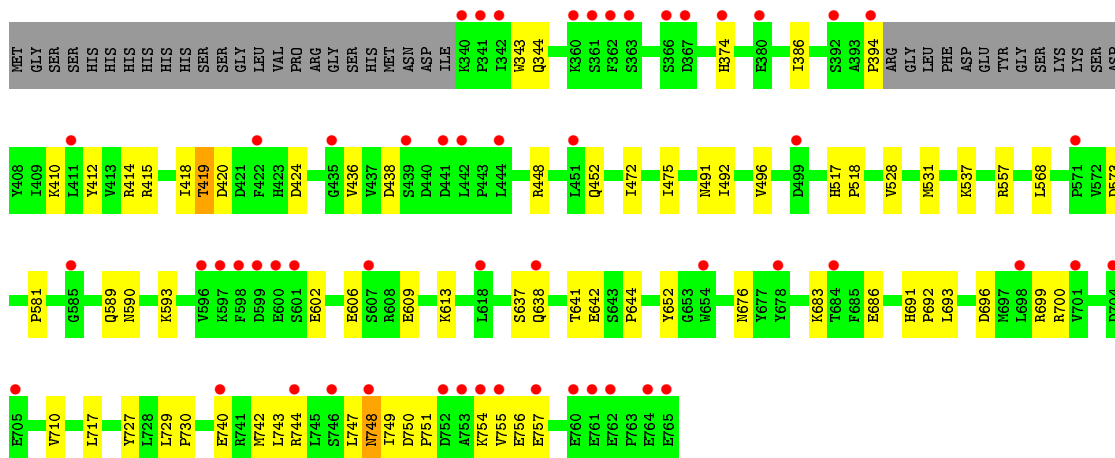 MET GLY SER SER HIS HIS HIS HIS HIS HIS SER SER GLY LEU VAL PRO ARG GLY SER HIS MET ASN ASP ILE K340 P341 I342 W343 Q344 K360 S361 F362 S363 S366 D367 H374 E380 I386 S392 A393 P394 ARG GLY LEU PHE ASP GLU TYR GLY SER LYS LYS SER ASP
Y408 I409 K410 L411 Y412 V413 R414 R415 I418 T419 D420 D421 F422 H423 D424 G435 V436 V437 D438 S439 D440 D441 L442 P443 L444 R448 L451 Q452 I472 I475 N491 I492 V496 D499 H517 P518 V528 M531 K537 R557 L568 P571 V572
P581 G585 Q589 N590 K593 V596 K597 F598 D599 E600 S601 E602 E606 S607 R608 E609 K613 L618 S637 Q638 T641 E642 S643 P644 Y652 G653 W654 N676 Y677 Y678 K683 T684 F685 E686 H691 P692 L693 D696 M697 L698 R699 R700 V701
E705 V710 L717 Y727 L728 L729 P730 E740 R741 M742 L743 R744 L745 S746 L747 N748 I749 D750 P751 D752 A753 K754 V755 E756 E757 E760 E761 E762 P763 E764 E765